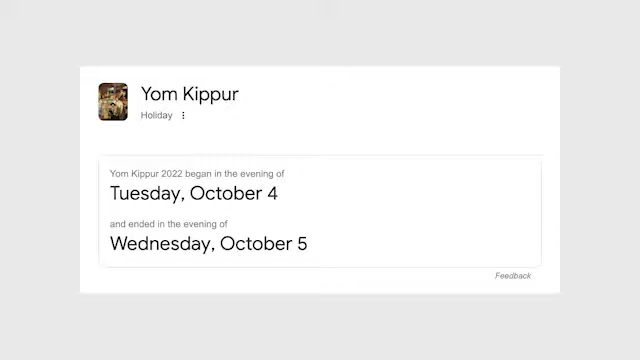 Yom Kippur
Holiday
Yom Kippur 2022 began in the evening of
Tuesday, October 4
and ended in the evening of
Wednesday, October 5
Feedback